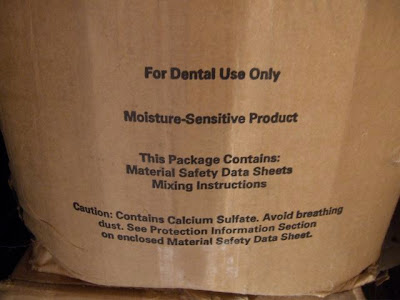 For Dental Use Only
Moisture-Sensitive Product
This Package Contains:
Material Safety Data Sheets
Mixing Instructions
Caution: Contains Calcium Sulfate. Avoid breathing
dust. See Protection Information Section
on enclosed Material Safety Data Sheet.